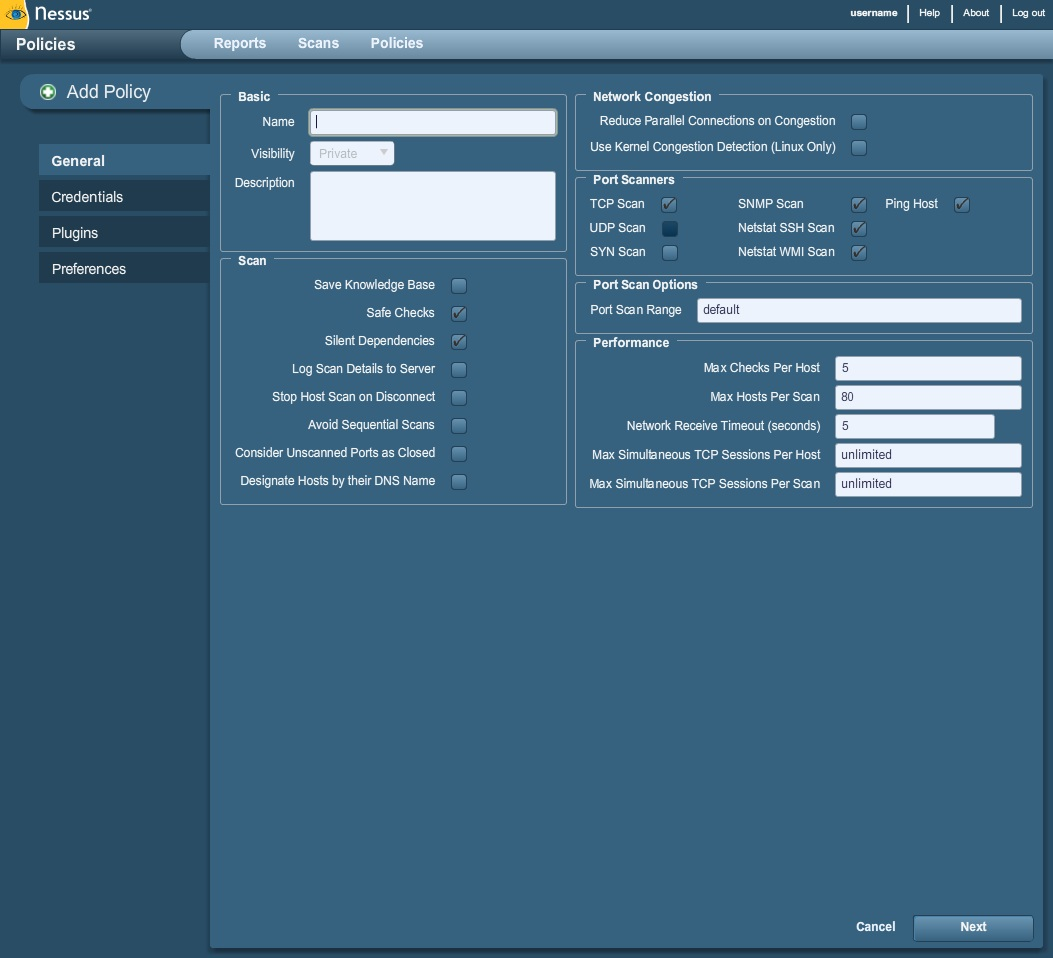 Nessus®
username
Help
About
Log out
Policies
Reports
Scans
Policies
Add Policy
General
Credentials
Plugins
Preferences
Basic
Name
Visibility
Private
Description
Scan
Save Knowledge Base
Safe Checks
Silent Dependencies
Log Scan Details to Server
Stop Host Scan on Disconnect
Avoid Sequential Scans
Consider Unscanned Ports as Closed
Designate Hosts by their DNS Name
Network Congestion
Reduce Parallel Connections on Congestion
Use Kernel Congestion Detection (Linux Only)
Port Scanners
TCP Scan
SNMP Scan
Ping Host
UDP Scan
Netstat SSH Scan
SYN Scan
Netstat WMI Scan
Port Scan Options
Port Scan Range default
Performance
Max Checks Per Host 5
Max Hosts Per Scan 80
Network Receive Timeout (seconds) 5
Max Simultaneous TCP Sessions Per Host unlimited
Max Simultaneous TCP Sessions Per Scan unlimited
Cancel
Next